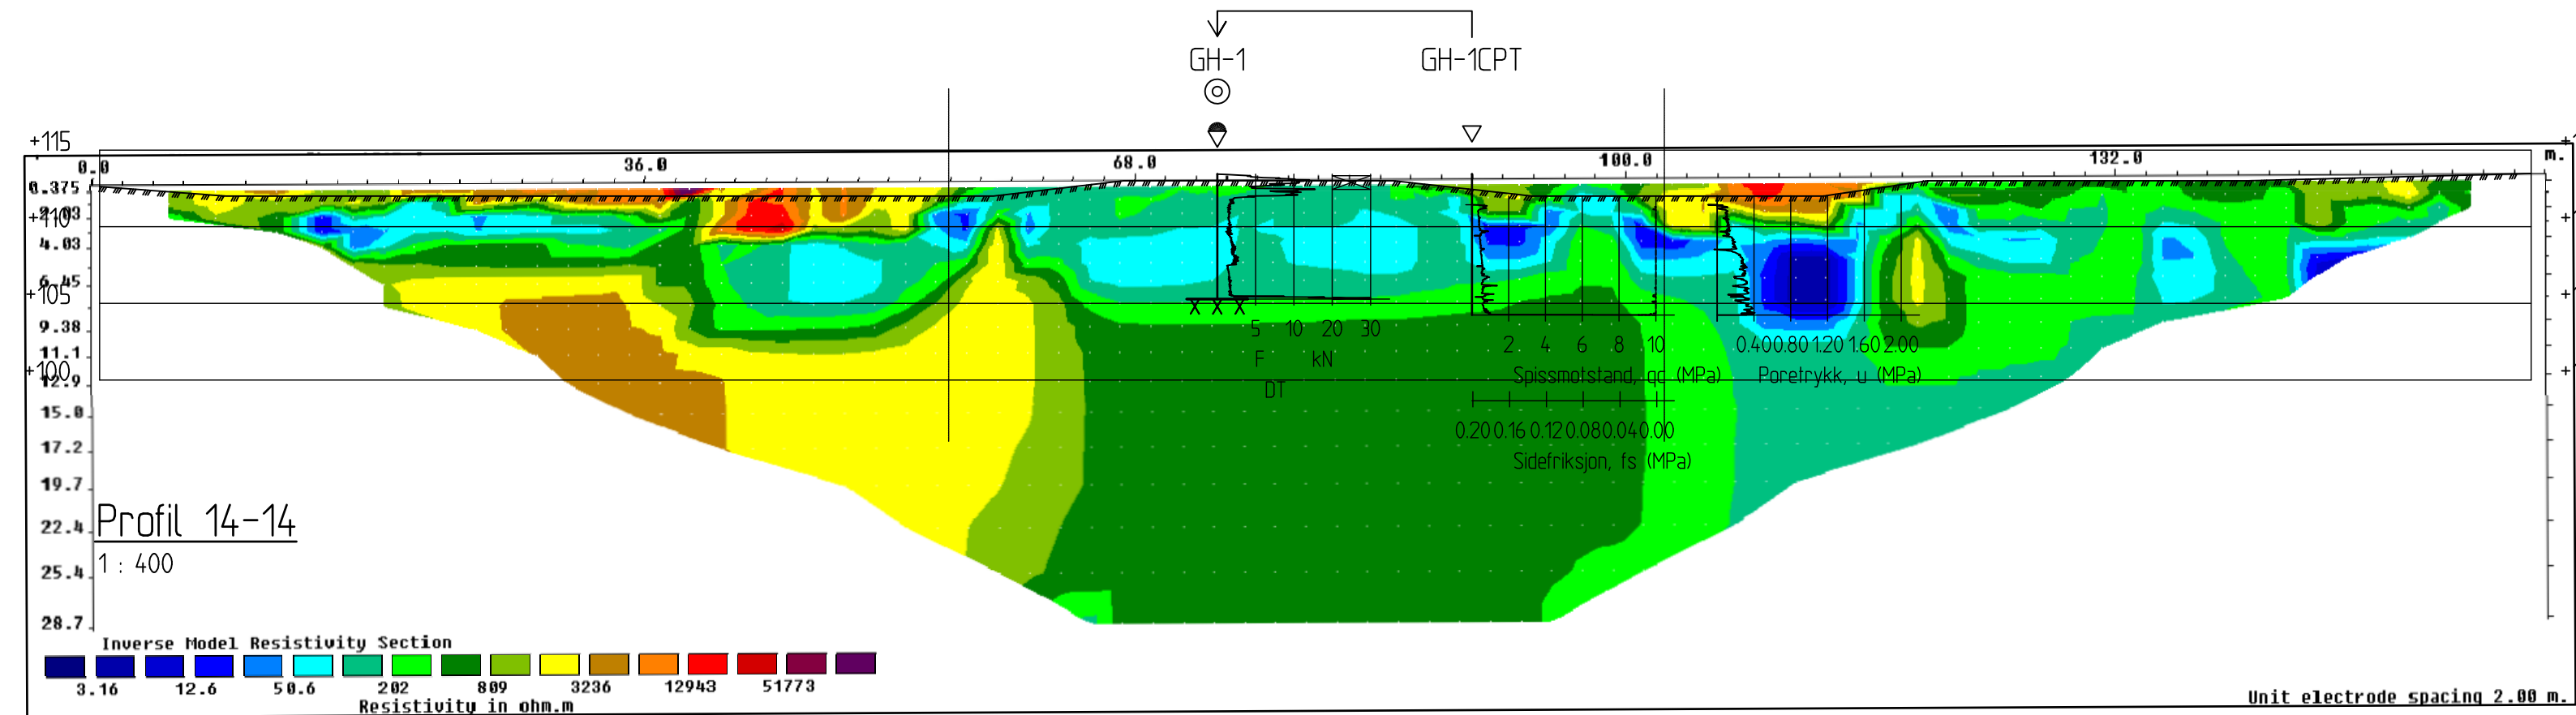 GH-1 GH-1CPT
+115
0.0 36.0 68.0 100.0 132.0 m.
0.375
+110
4.03
6.45
+105
9.38
11.1
+100
12.9
15.0
17.2
19.7
22.4
25.4
28.7
5 10 20 30
F kN
DT
2 4 6 8 10
Spissmotstand, qc (MPa)
0.20 0.16 0.12 0.08 0.04 0.00
Sidefriksjon, fs (MPa)
0.40 0.80 1.20 1.60 2.00
Poretrykk, u (MPa)
Profil 14-14
1 : 400
Inverse Model Resistivity Section
3.16 12.6 50.6 202 809 3236 12943 51773
Resistivity in ohm.m
Unit electrode spacing 2.00 m.